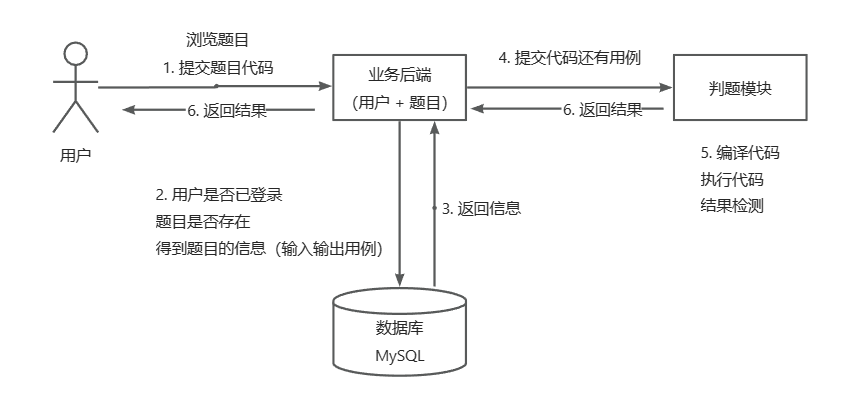 浏览题目
1. 提交题目代码
6. 返回结果
用户
业务后端
（用户 + 题目）
4. 提交代码还有用例
6. 返回结果
判题模块
5. 编译代码
执行代码
结果检测
2. 用户是否已登录
题目是否存在
得到题目的信息（输入输出用例）
3. 返回信息
数据库
MySQL